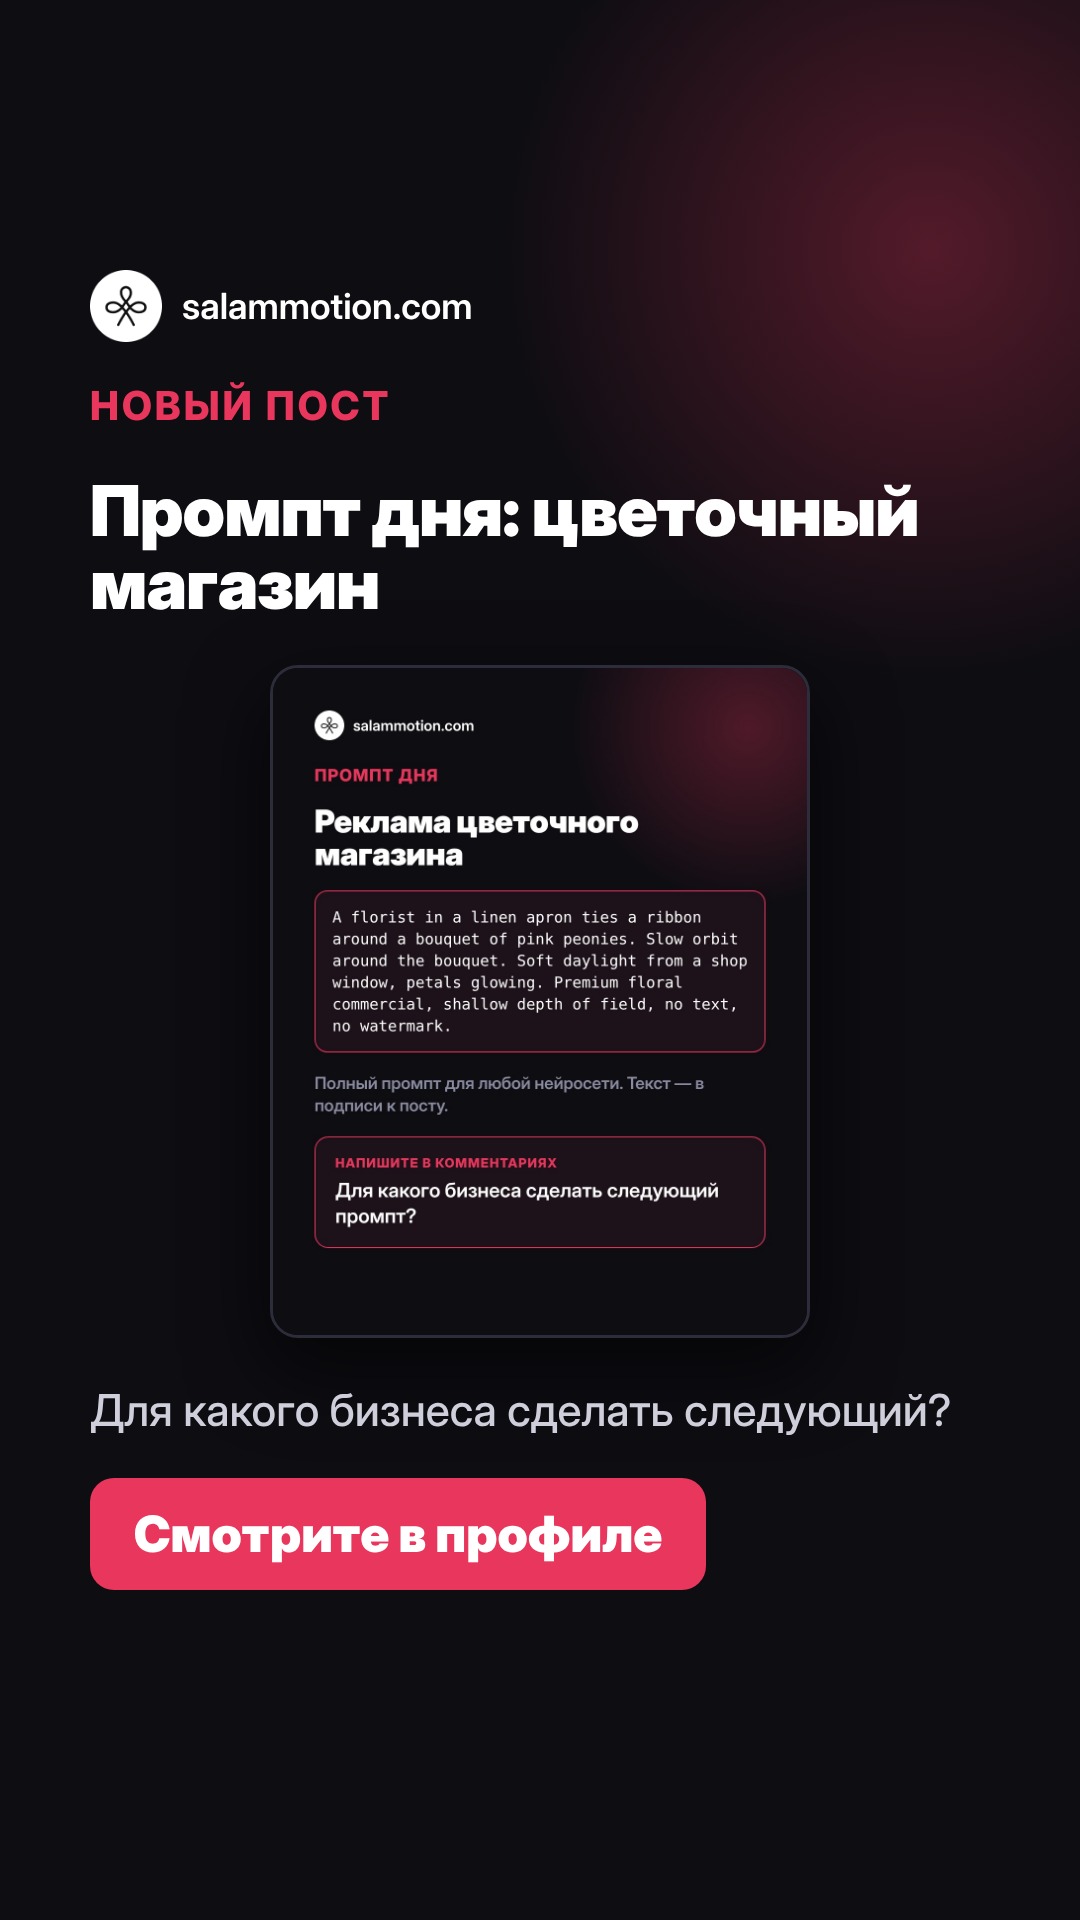 salammotion.com
НОВЫЙ ПОСТ
Промпт дня: цветочный
магазин
salammotion.com
ПРОМПТ ДНЯ
Реклама цветочного
магазина
A florist in a linen apron ties a ribbon
around a bouquet of pink peonies. Slow orbit
around the bouquet. Soft daylight from a shop
window, petals glowing. Premium floral
commercial, shallow depth of field, no text,
no watermark.
Полный промпт для любой нейросети. Текст — в
подписи к посту.
НАПИШИТЕ В КОММЕНТАРИЯХ
Для какого бизнеса сделать следующий
промпт?
Для какого бизнеса сделать следующий?
Смотрите в профиле